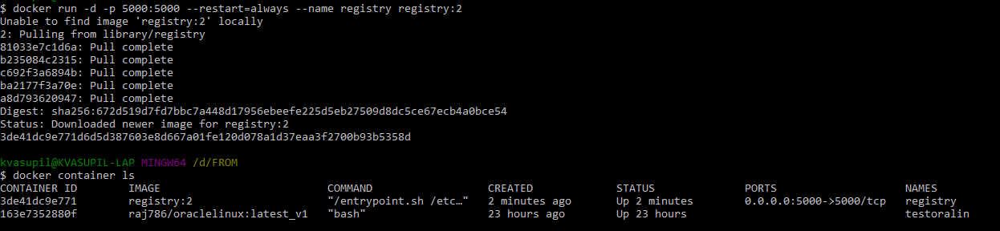 $ docker run -d -p 5000:5000 --restart=always --name registry registry:2
Unable to find image 'registry:2' locally
2: Pulling from library/registry
81033e7c1d6a: Pull complete
b235084c2315: Pull complete
c692f3a6894b: Pull complete
ba2177f3a70e: Pull complete
a8d793620947: Pull complete
Digest: sha256:672d519d7fd7bbc7a448d17956ebeefe225d5eb27509d8dc5ce67ecb4a0bce54
Status: Downloaded newer image for registry:2
3de41dc9e771d6d5d387603e8d667a01fe120d078a1d37eaa3f2700b93b5358d
kvasupil@KVASUPIL-LAP MINGW64 /d/FROM
$ docker container ls
CONTAINER ID IMAGE COMMAND CREATED STATUS PORTS NAMES
3de41dc9e771 registry:2 "/entrypoint.sh /etc…" 2 minutes ago Up 2 minutes 0.0.0.0:5000->5000/tcp registry
163e7352880f raj786/oraclelinux:latest_v1 "bash" 23 hours ago Up 23 hours testoralin